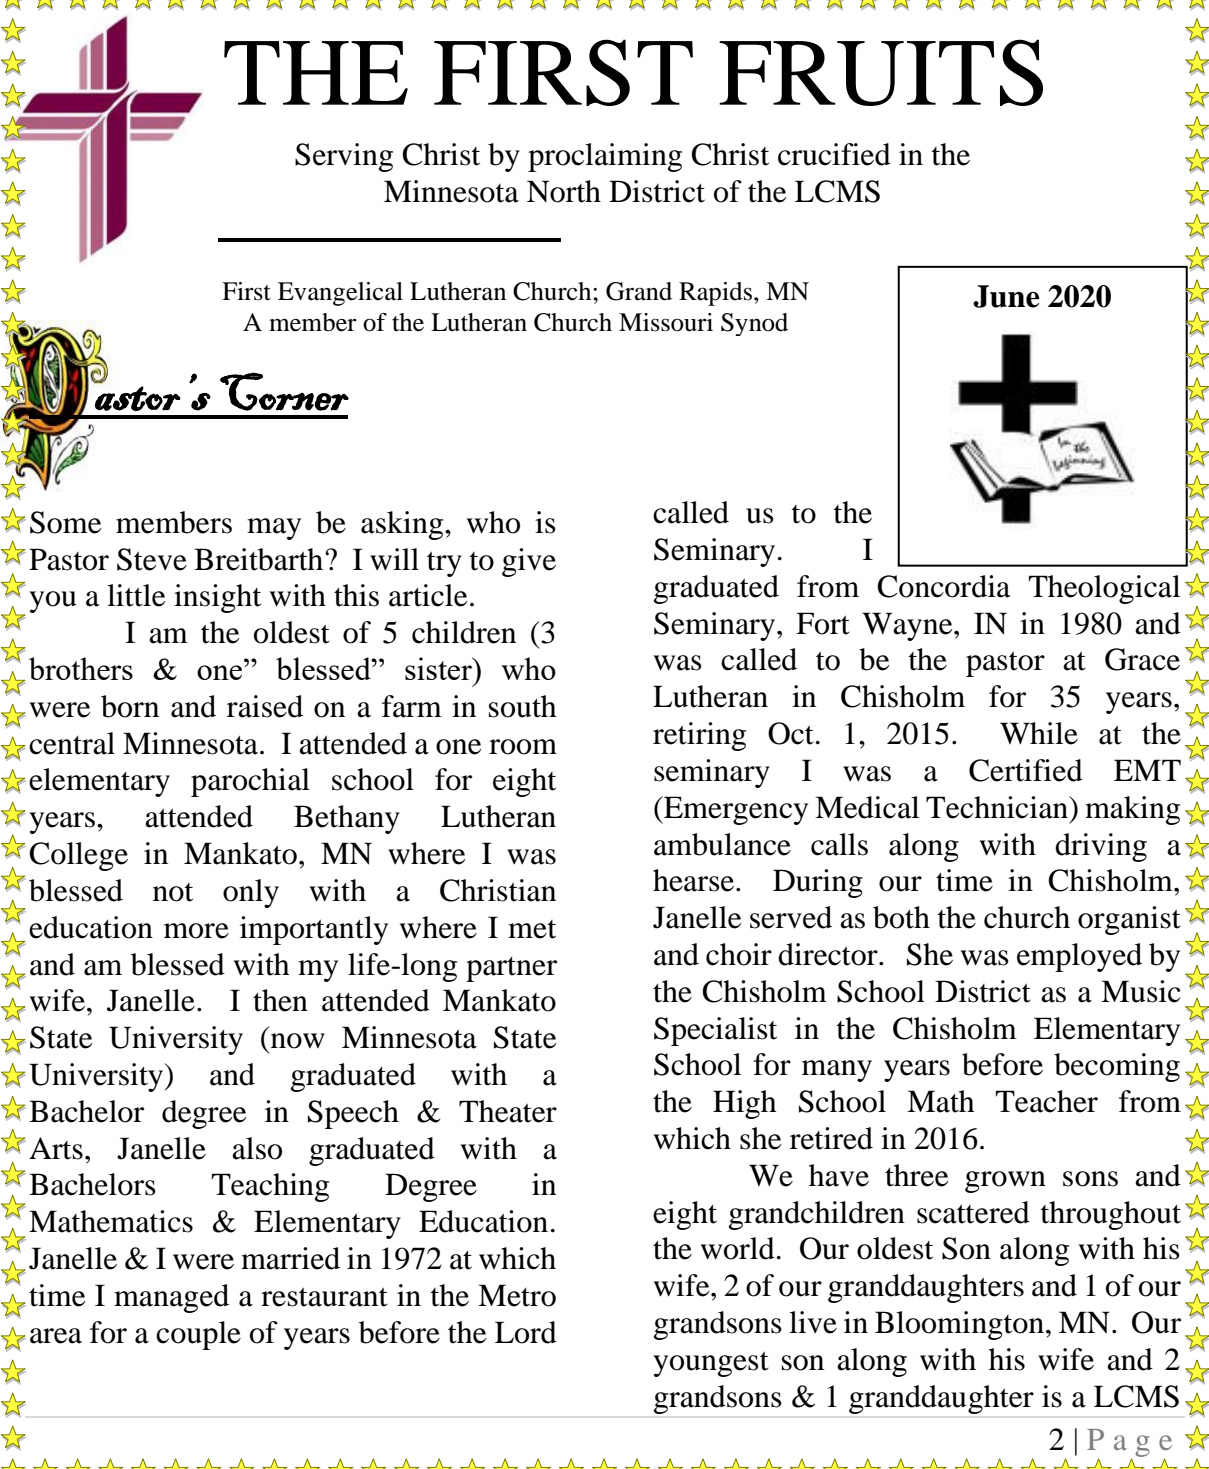 THE FIRST FRUITS
Serving Christ by proclaiming Christ crucified in the
Minnesota North District of the LCMS
First Evangelical Lutheran Church; Grand Rapids, MN
A member of the Lutheran Church Missouri Synod
June 2020
In
the
beginning
Pastor's Corner
Some members may be asking, who is
Pastor Steve Breitbarth? I will try to give
you a little insight with this article.
I am the oldest of 5 children (3
brothers & one” blessed” sister) who
were born and raised on a farm in south
central Minnesota. I attended a one room
elementary parochial school for eight
years, attended Bethany Lutheran
College in Mankato, MN where I was
blessed not only with a Christian
education more importantly where I met
and am blessed with my life-long partner
wife, Janelle. I then attended Mankato
State University (now Minnesota State
University) and graduated with a
Bachelor degree in Speech & Theater
Arts, Janelle also graduated with a
Bachelors Teaching Degree in
Mathematics & Elementary Education.
Janelle & I were married in 1972 at which
time I managed a restaurant in the Metro
area for a couple of years before the Lord
called us to the
Seminary. I
graduated from Concordia Theological
Seminary, Fort Wayne, IN in 1980 and
was called to be the pastor at Grace
Lutheran in Chisholm for 35 years,
retiring Oct. 1, 2015. While at the
seminary I was a Certified EMT
(Emergency Medical Technician) making
ambulance calls along with driving a
hearse. During our time in Chisholm,
Janelle served as both the church organist
and choir director. She was employed by
the Chisholm School District as a Music
Specialist in the Chisholm Elementary
School for many years before becoming
the High School Math Teacher from
which she retired in 2016.
We have three grown sons and
eight grandchildren scattered throughout
the world. Our oldest Son along with his
wife, 2 of our granddaughters and 1 of our
grandsons live in Bloomington, MN. Our
youngest son along with his wife and 2
grandsons & 1 granddaughter is a LCMS
2 | Page